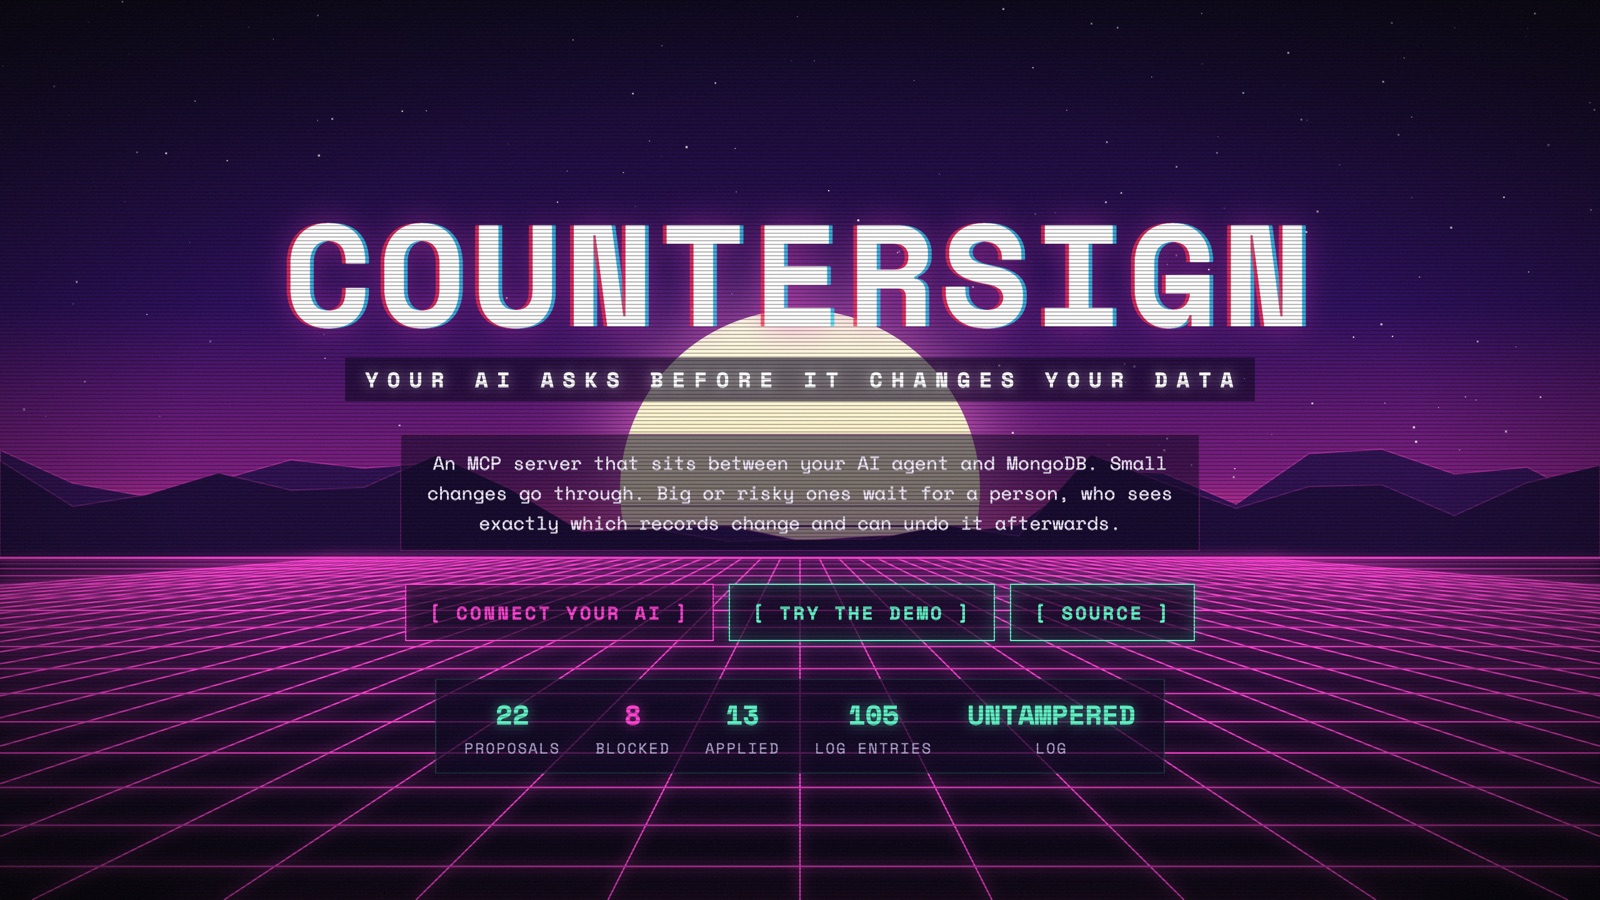 COUNTERSIGN
YOUR AI ASKS BEFORE IT CHANGES YOUR DATA
An MCP server that sits between your AI agent and MongoDB. Small
changes go through. Big or risky ones wait for a person, who sees
exactly which records change and can undo it afterwards.
[ CONNECT YOUR AI ] [ TRY THE DEMO ] [ SOURCE ]
22 8 13 105 UNTAMPERED
PROPOSALS BLOCKED APPLIED LOG ENTRIES LOG